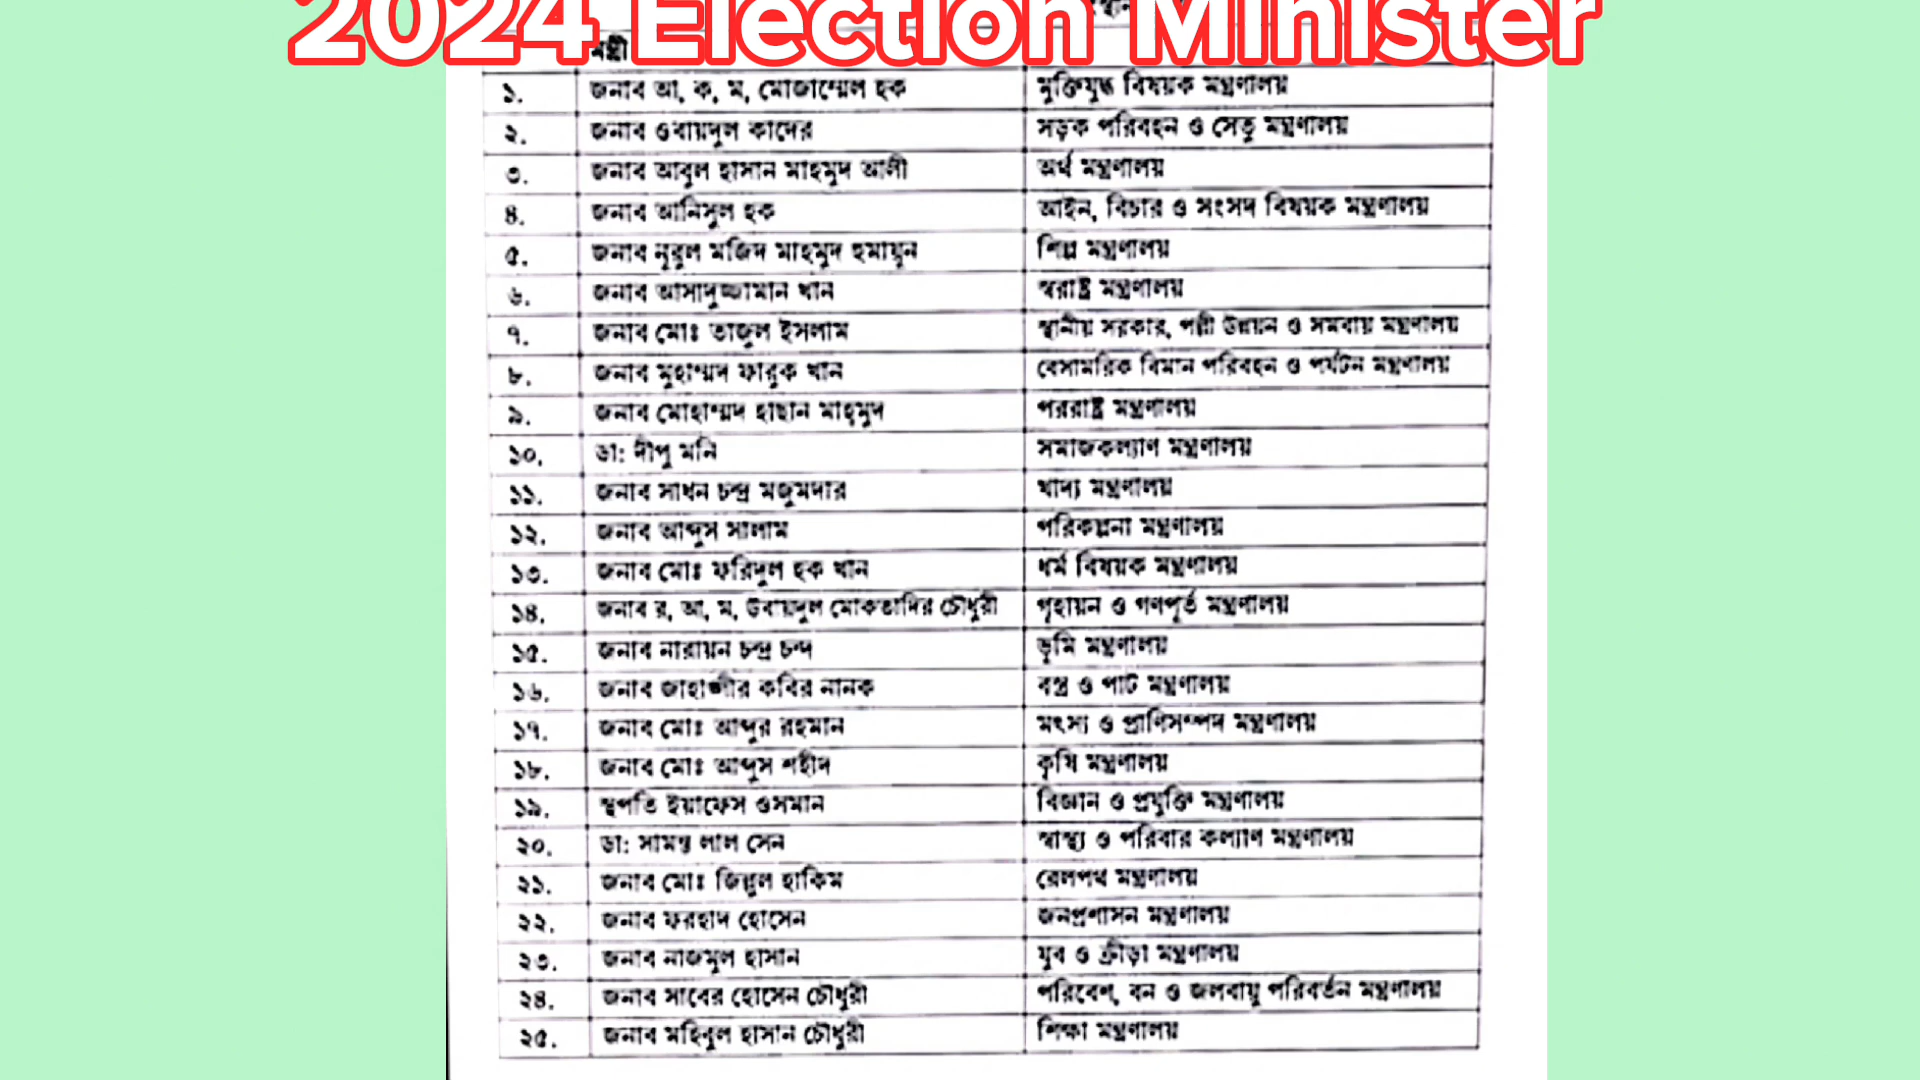 2024 Election Minister
মন্ত্রী
১. জনাব আ, ক, ম, মোজাম্মেল হক মুক্তিযুদ্ধ বিষয়ক মন্ত্রণালয়
২. জনাব ওবায়দুল কাদের সড়ক পরিবহন ও সেতু মন্ত্রণালয়
৩. জনাব আবুল হাসান মাহমুদ আলী অর্থ মন্ত্রণালয়
৪. জনাব আনিসুল হক আইন, বিচার ও সংসদ বিষয়ক মন্ত্রণালয়
৫. জনাব নূরুল মজিদ মাহমুদ হুমায়ূন শিল্প মন্ত্রণালয়
৬. জনাব আসাদুজ্জামান খান স্বরাষ্ট্র মন্ত্রণালয়
৭. জনাব মোঃ তাজুল ইসলাম স্থানীয় সরকার, পল্লী উন্নয়ন ও সমবায় মন্ত্রণালয়
৮. জনাব মুহাম্মদ ফারুক খান বেসামরিক বিমান পরিবহন ও পর্যটন মন্ত্রণালয়
৯. জনাব মোহাম্মদ হাছান মাহ্‌মুদ পররাষ্ট্র মন্ত্রণালয়
১০. ডা: দীপু মনি সমাজকল্যাণ মন্ত্রণালয়
১১. জনাব সাধন চন্দ্র মজুমদার খাদ্য মন্ত্রণালয়
১২. জনাব আব্দুস সালাম পরিকল্পনা মন্ত্রণালয়
১৩. জনাব মোঃ ফরিদুল হক খান ধর্ম বিষয়ক মন্ত্রণালয়
১৪. জনাব র, আ, ম, উবায়দুল মোকতাদির চৌধুরী গৃহায়ন ও গণপূর্ত মন্ত্রণালয়
১৫. জনাব নারায়ন চন্দ্র চন্দ ভূমি মন্ত্রণালয়
১৬. জনাব জাহাঙ্গীর কবির নানক বস্ত্র ও পাট মন্ত্রণালয়
১৭. জনাব মোঃ আব্দুর রহমান মৎস্য ও প্রাণিসম্পদ মন্ত্রণালয়
১৮. জনাব মোঃ আব্দুস শহীদ কৃষি মন্ত্রণালয়
১৯. স্থপতি ইয়াফেস ওসমান বিজ্ঞান ও প্রযুক্তি মন্ত্রণালয়
২০. ডা: সামন্ত লাল সেন স্বাস্থ্য ও পরিবার কল্যাণ মন্ত্রণালয়
২১. জনাব মোঃ জিল্লুল হাকিম রেলপথ মন্ত্রণালয়
২২. জনাব ফরহাদ হোসেন জনপ্রশাসন মন্ত্রণালয়
২৩. জনাব নাজমুল হাসান যুব ও ক্রীড়া মন্ত্রণালয়
২৪. জনাব সাবের হোসেন চৌধুরী পরিবেশ, বন ও জলবায়ু পরিবর্তন মন্ত্রণালয়
২৫. জনাব মহিবুল হাসান চৌধুরী শিক্ষা মন্ত্রণালয়